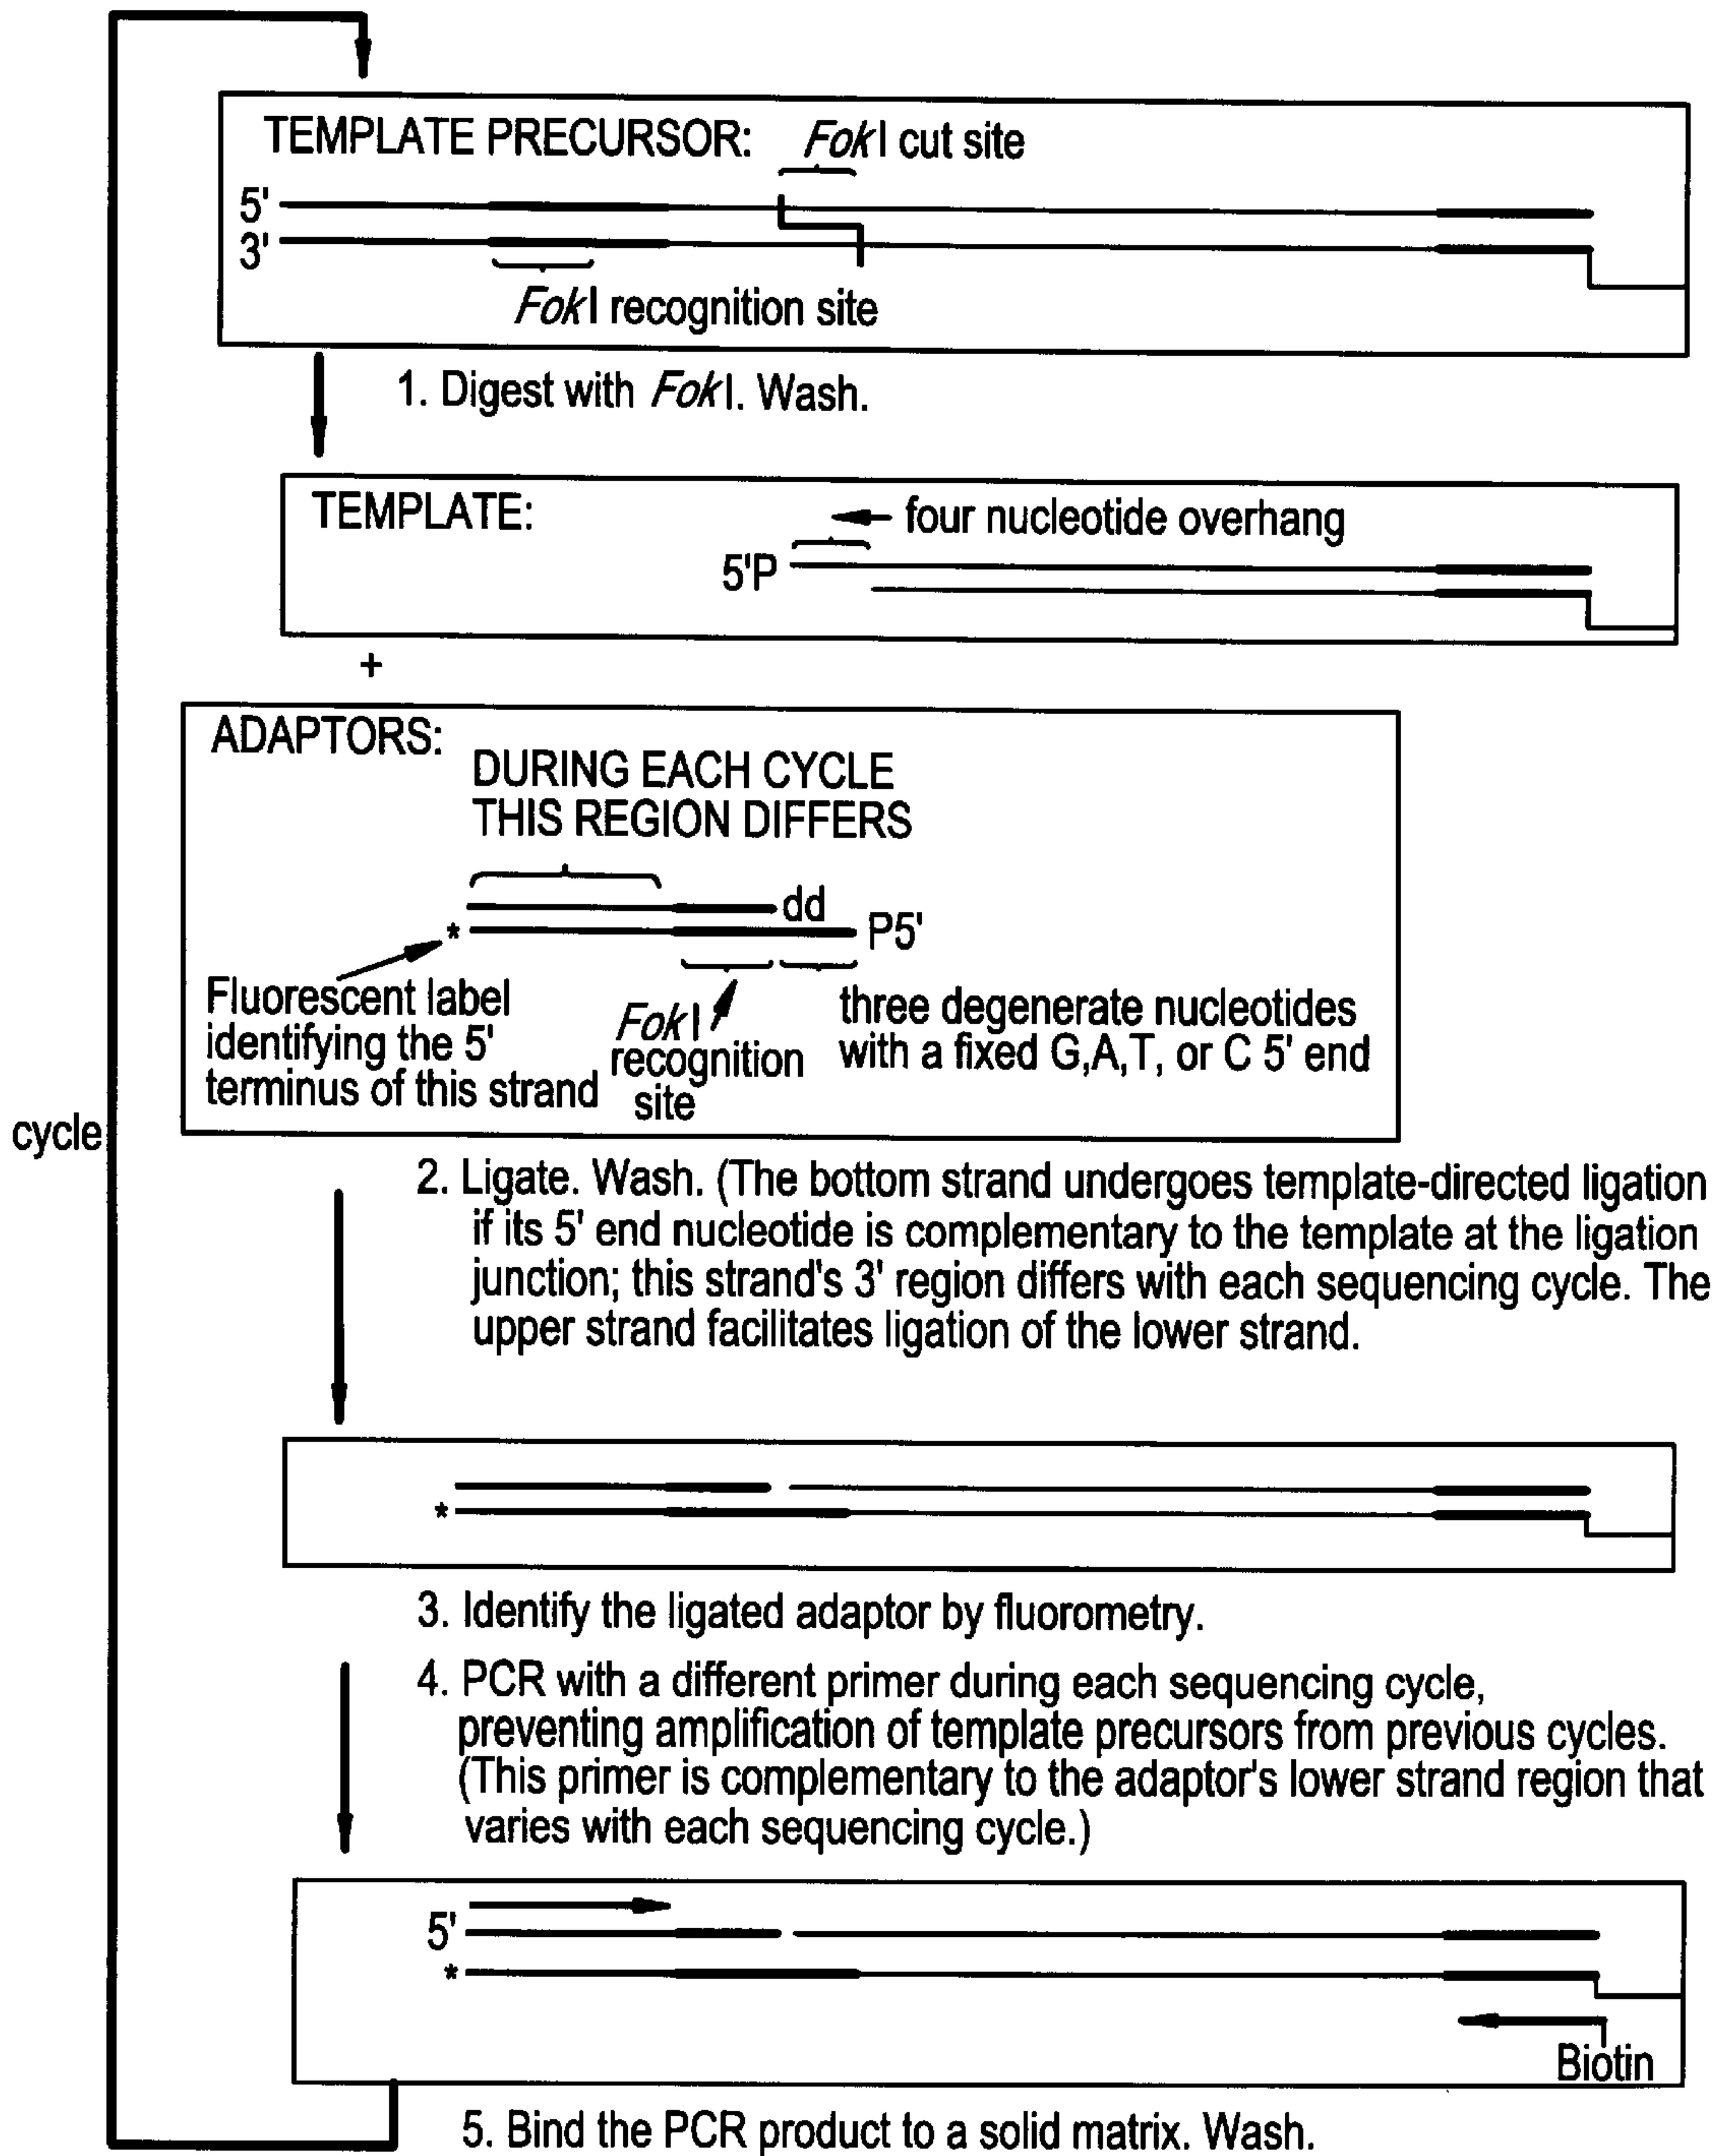 TEMPLATE PRECURSOR: FokI cut site
5'
3'
FokI recognition site
1. Digest with FokI. Wash.
TEMPLATE:
four nucleotide overhang
5'P
+
ADAPTORS:
DURING EACH CYCLE
THIS REGION DIFFERS
dd
* P5'
Fluorescent label
identifying the 5'
terminus of this strand
FokI
recognition
site
three degenerate nucleotides
with a fixed G,A,T, or C 5' end
cycle
2. Ligate. Wash. (The bottom strand undergoes template-directed ligation
if its 5' end nucleotide is complementary to the template at the ligation
junction; this strand's 3' region differs with each sequencing cycle. The
upper strand facilitates ligation of the lower strand.
*
3. Identify the ligated adaptor by fluorometry.
4. PCR with a different primer during each sequencing cycle,
preventing amplification of template precursors from previous cycles.
(This primer is complementary to the adaptor's lower strand region that
varies with each sequencing cycle.)
5'
*
Biotin
5. Bind the PCR product to a solid matrix. Wash.